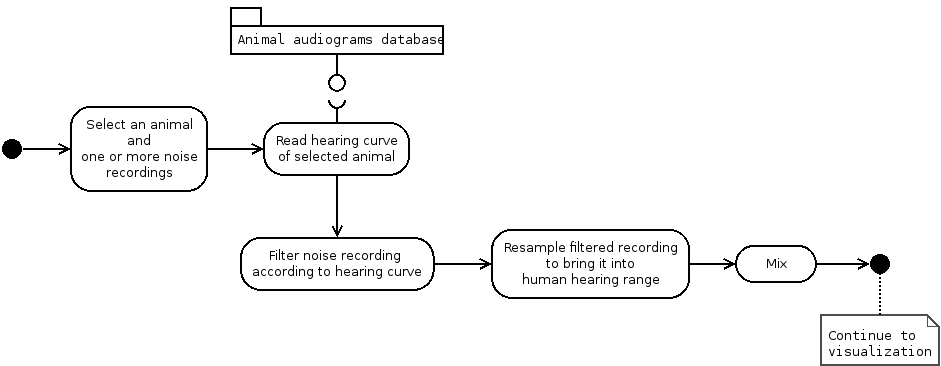 Animal audiograms database
Select an animal
and
one or more noise
recordings
Read hearing curve
of selected animal
Filter noise recording
according to hearing curve
Resample filtered recording
to bring it into
human hearing range
Mix
Continue to
visualization